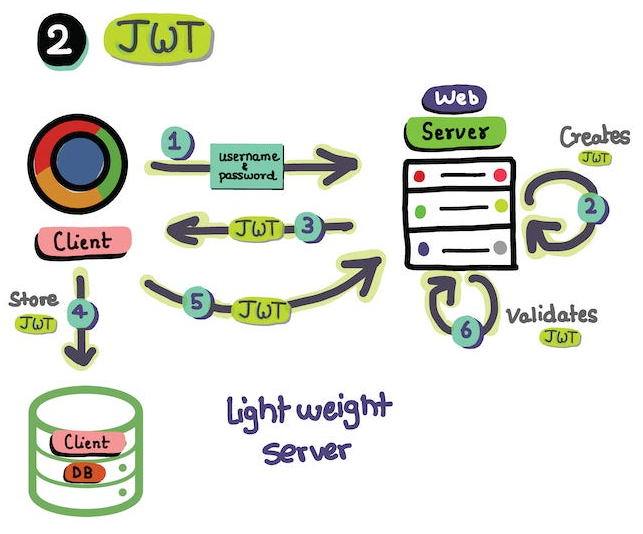 2 JWT
Web
Server
Creates
JWT
1
username
&
password
2
Client
JWT 3
Store
JWT
4
5 JWT
6
Validates
JWT
Client
DB
Light weight
server